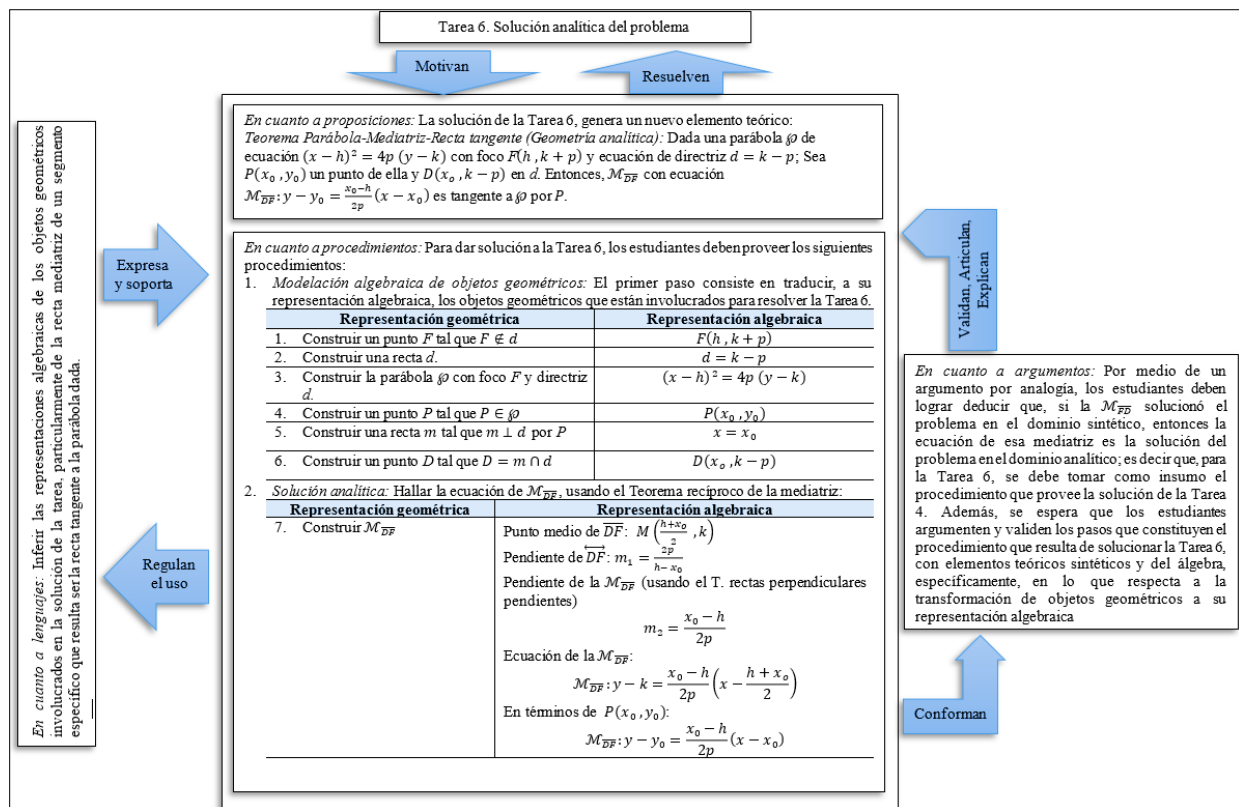 Tarea 6. Solución analítica del problema
Motivan
Resuelven
En cuanto a proposiciones: La solución de la Tarea 6, genera un nuevo elemento teórico:
Teorema Parábola-Mediatriz-Recta tangente (Geometría analítica): Dada una parábola ℘ de
ecuación (x − h)² = 4p (y − k) con foco F(h , k + p) y ecuación de directriz d = k − p; Sea
P(x₀ , y₀) un punto de ella y D(xₒ , k − p) en d. Entonces, ℳ_D̅F̅ con ecuación
ℳ_D̅F̅: y − y₀ = (x₀−h)/(2p) (x − x₀) es tangente a ℘ por P.
En cuanto a lenguajes: Inferir las representaciones algebraicas de los objetos geométricos
involucrados en la solución de la tarea, particularmente de la recta mediatriz de un segmento
específico que resulta ser la recta tangente a la parábola dada.
Expresa
y soporta
Regulan
el uso
En cuanto a procedimientos: Para dar solución a la Tarea 6, los estudiantes deben proveer los siguientes
procedimientos:
1. Modelación algebraica de objetos geométricos: El primer paso consiste en traducir, a su
representación algebraica, los objetos geométricos que están involucrados para resolver la Tarea 6.
Representación geométrica Representación algebraica
1. Construir un punto F tal que F ∉ d F(h , k + p)
2. Construir una recta d. d = k − p
3. Construir la parábola ℘ con foco F y directriz (x − h)² = 4p (y − k)
d.
4. Construir un punto P tal que P ∈ ℘ P(x₀ , y₀)
5. Construir una recta m tal que m ⊥ d por P x = x₀
6. Construir un punto D tal que D = m ∩ d D(xₒ , k − p)
2. Solución analítica: Hallar la ecuación de ℳ_D̅F̅, usando el Teorema recíproco de la mediatriz:
Representación geométrica Representación algebraica
7. Construir ℳ_D̅F̅ Punto medio de D̅F̅: M ((h+xₒ)/2 , k)
Pendiente de DF⃡: m₁ = 2p/(h−x₀)
Pendiente de la ℳ_D̅F̅ (usando el T. rectas perpendiculares
pendientes)
m₂ = (x₀ − h)/(2p)
Ecuación de la ℳ_D̅F̅:
ℳ_D̅F̅: y − k = (x₀ − h)/(2p) (x − (h + xₒ)/2)
En términos de P(x₀ , y₀):
ℳ_D̅F̅: y − y₀ = (x₀ − h)/(2p) (x − x₀)
Validan, Articulan,
Explican
En cuanto a argumentos: Por medio de
un argumento por analogía, los estudiantes deben
lograr deducir que, si la ℳ_F̅D̅ solucionó el
problema en el dominio sintético, entonces la
ecuación de esa mediatriz es la solución del
problema en el dominio analítico; es decir que, para
la Tarea 6, se debe tomar como insumo el
procedimiento que provee la solución de la Tarea
4. Además, se espera que los estudiantes
argumenten y validen los pasos que constituyen el
procedimiento que resulta de solucionar la Tarea 6,
con elementos teóricos sintéticos y del álgebra,
específicamente, en lo que respecta a la
transformación de objetos geométricos a su
representación algebraica
Conforman